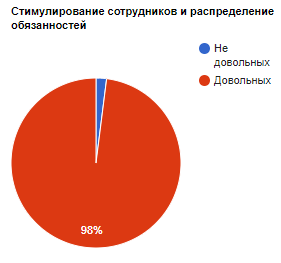 Стимулирование сотрудников и распределение
обязанностей
Не
довольных
Довольных
98%